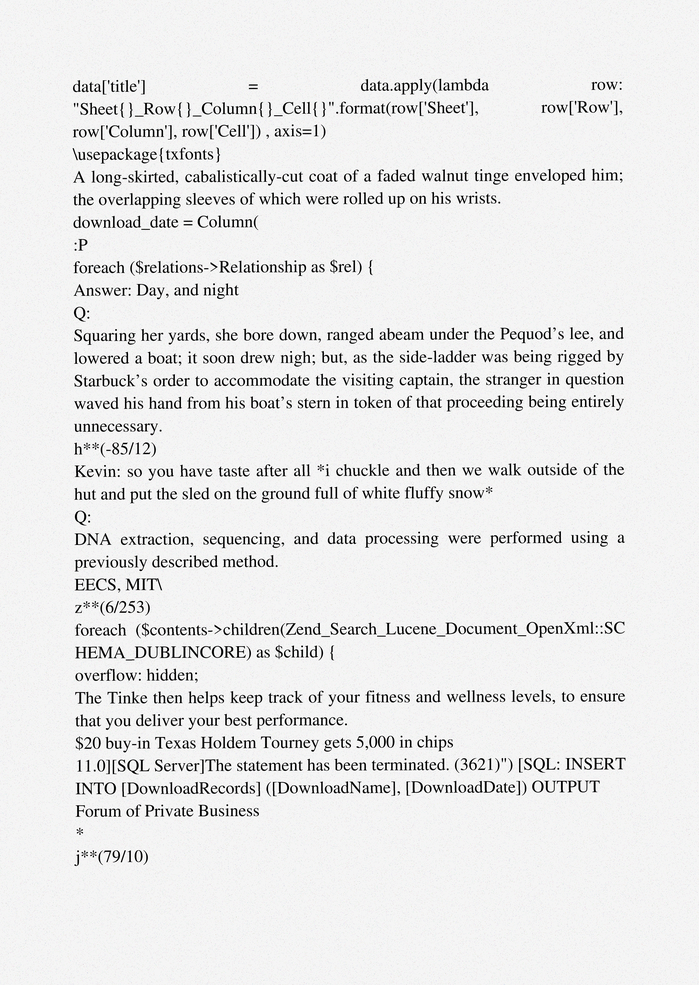 data['title'] = data.apply(lambda row:
"Sheet{}_Row{}_Column{}_Cell{}".format(row['Sheet'], row['Row'],
row['Column'], row['Cell']) , axis=1)
\usepackage{txfonts}
A long-skirted, cabalistically-cut coat of a faded walnut tinge enveloped him;
the overlapping sleeves of which were rolled up on his wrists.
download_date = Column(
:P
foreach ($relations->Relationship as $rel) {
Answer: Day, and night
Q:
Squaring her yards, she bore down, ranged abeam under the Pequod’s lee, and
lowered a boat; it soon drew nigh; but, as the side-ladder was being rigged by
Starbuck’s order to accommodate the visiting captain, the stranger in question
waved his hand from his boat’s stern in token of that proceeding being entirely
unnecessary.
h**(-85/12)
Kevin: so you have taste after all *i chuckle and then we walk outside of the
hut and put the sled on the ground full of white fluffy snow*
Q:
DNA extraction, sequencing, and data processing were performed using a
previously described method.
EECS, MIT\
z**(6/253)
foreach ($contents->children(Zend_Search_Lucene_Document_OpenXml::SC
HEMA_DUBLINCORE) as $child) {
overflow: hidden;
The Tinke then helps keep track of your fitness and wellness levels, to ensure
that you deliver your best performance.
$20 buy-in Texas Holdem Tourney gets 5,000 in chips
11.0][SQL Server]The statement has been terminated. (3621)") [SQL: INSERT
INTO [DownloadRecords] ([DownloadName], [DownloadDate]) OUTPUT
Forum of Private Business
*
j**(79/10)